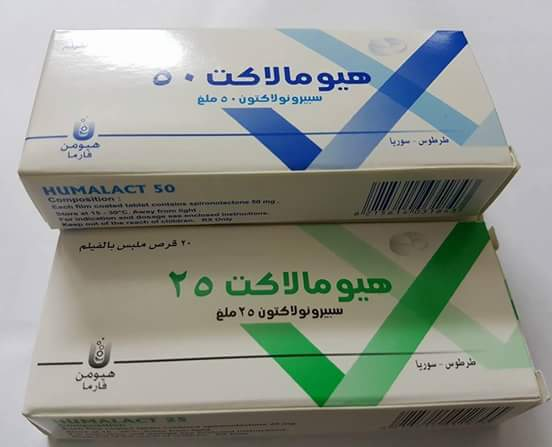 هيومالاكت ٥٠
سبيرونولاكتون ٥٠ ملغ
هيومن
فارما
طرطوس - سوريا
HUMALACT 50
Composition :
Each film coated tablet contains spironolactone 50 mg .
Store at 15 - 30°C. Away from light .
For indication and dosage see enclosed instructions.
Keep out of the reach of children. RX Only
٢٠ قرص ملبس بالفيلم
هيومالاكت ٢٥
سبيرونولاكتون ٢٥ ملغ
هيومن
فارما
طرطوس - سوريا
HUMALACT 25